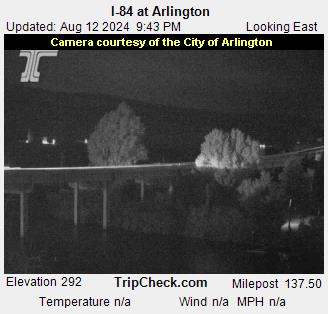 I-84 at Arlington
Updated: Aug 12 2024 9:43 PM Looking East
Camera courtesy of the City of Arlington
Elevation 292 TripCheck.com Milepost 137.50
Temperature n/a Wind n/a MPH n/a